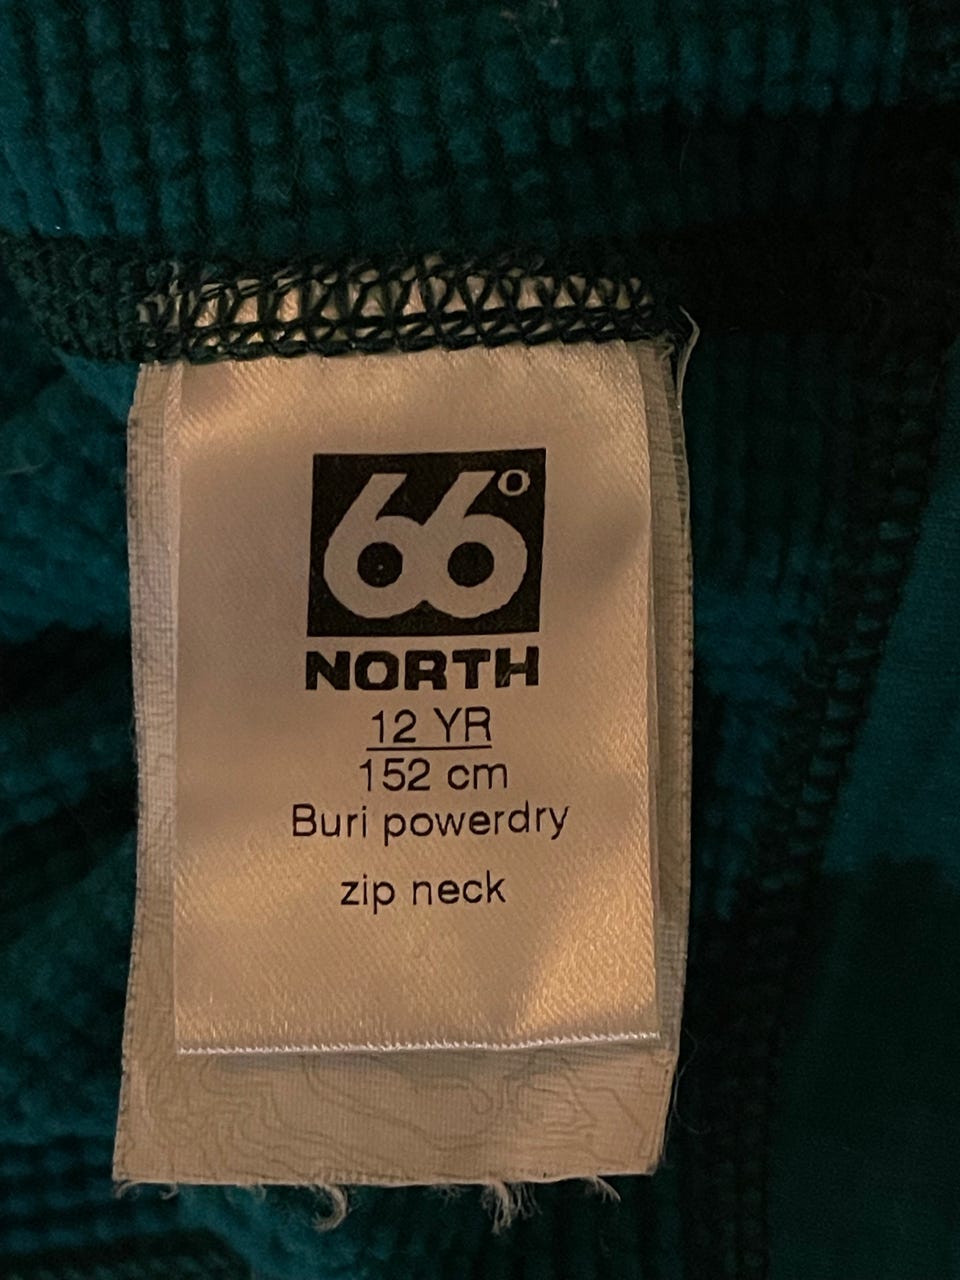 66°
NORTH
12 YR
152 cm
Buri powerdry
zip neck